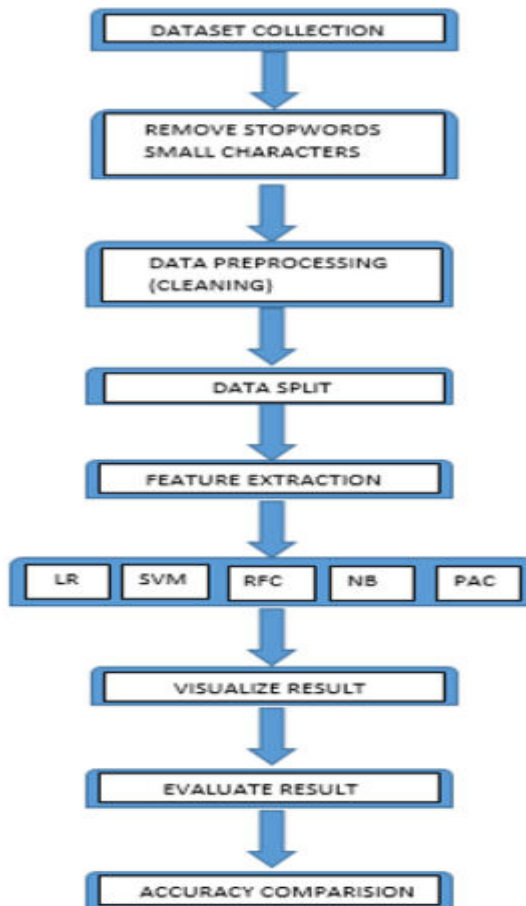 DATASET COLLECTION
REMOVE STOPWORDS
SMALL CHARACTERS
DATA PREPROCESSING
(CLEANING)
DATA SPLIT
FEATURE EXTRACTION
LR SVM RFC NB PAC
VISUALIZE RESULT
EVALUATE RESULT
ACCURACY COMPARISION